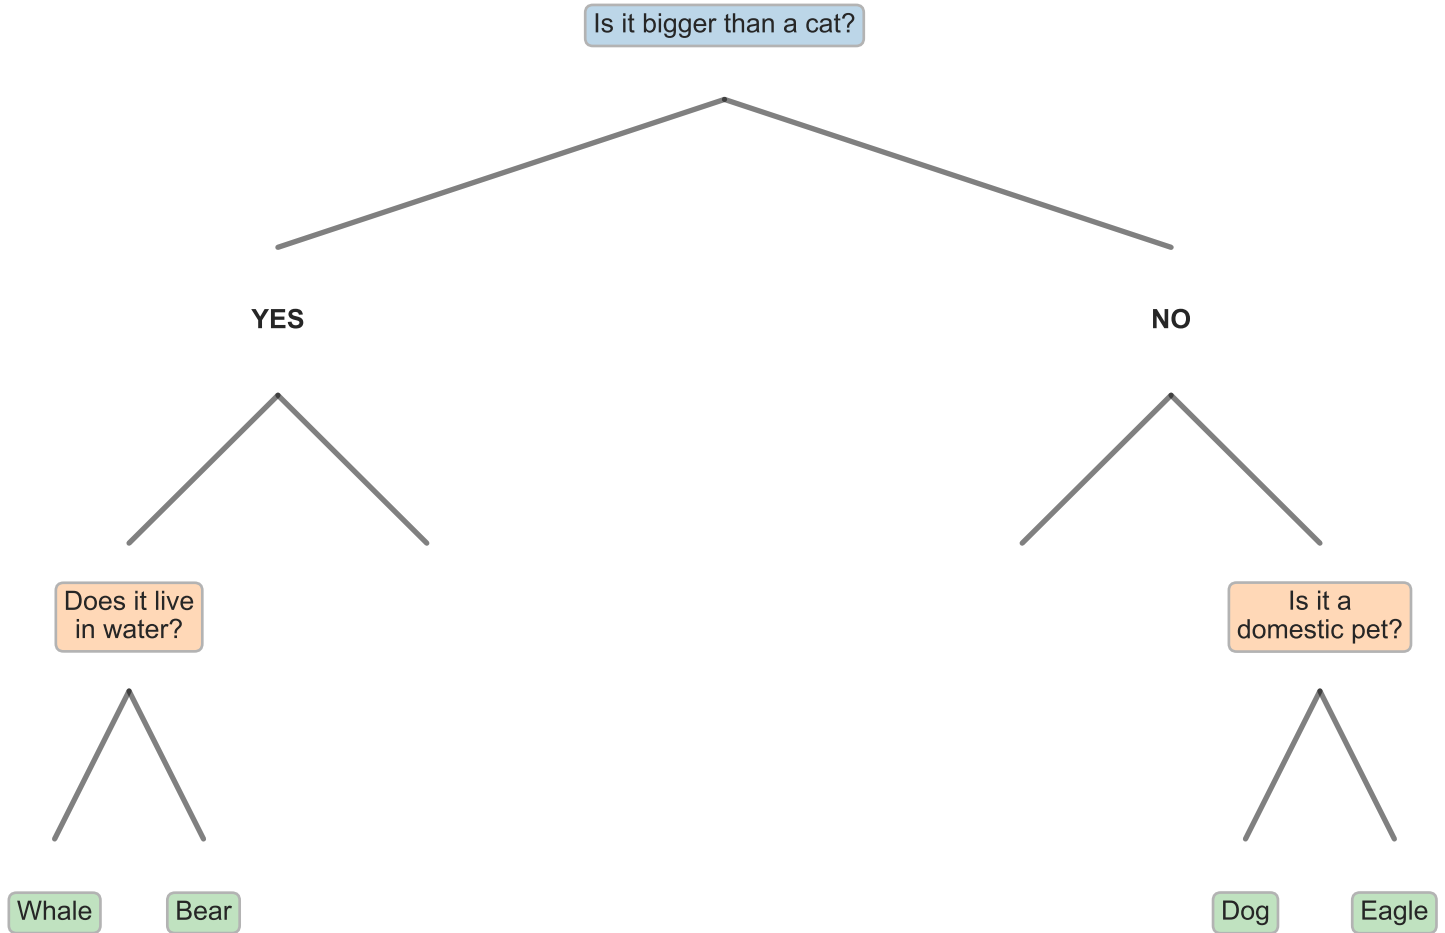 Is it bigger than a cat?
YES
NO
Does it live
in water?
Is it a
domestic pet?
Whale
Bear
Dog
Eagle